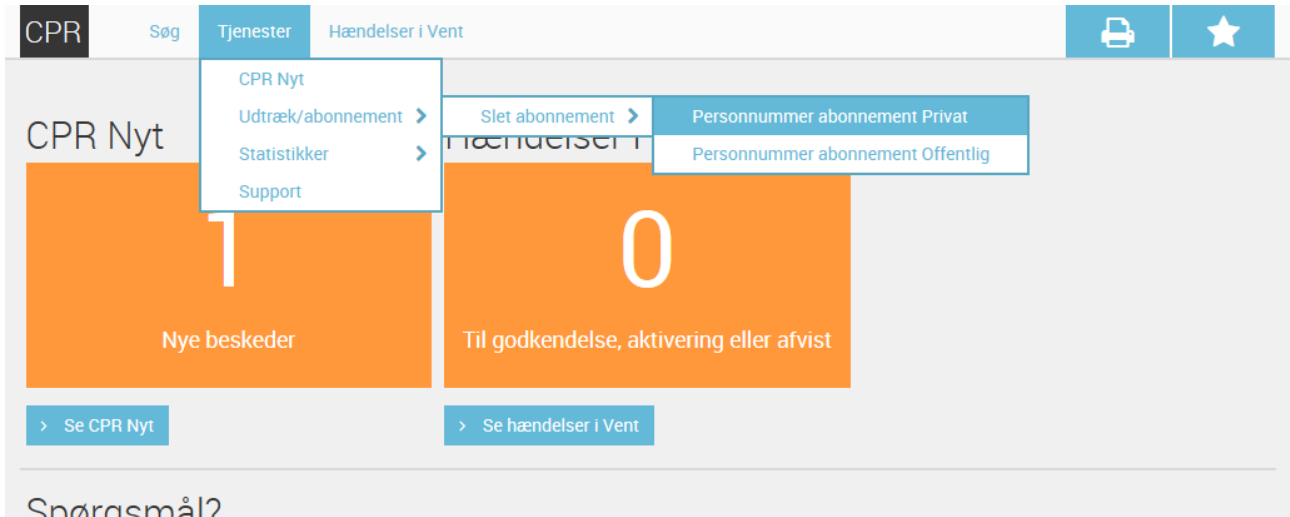 CPR Søg Tjenester Hændelser i Vent
CPR Nyt
Udtræk/abonnement
Statistikker
Support
Slet abonnement
Personnummer abonnement Privat
Personnummer abonnement Offentlig
CPR Nyt
1
Nye beskeder
Se CPR Nyt
Hændelser i
0
Til godkendelse, aktivering eller afvist
Se hændelser i Vent
Spørgsmål?